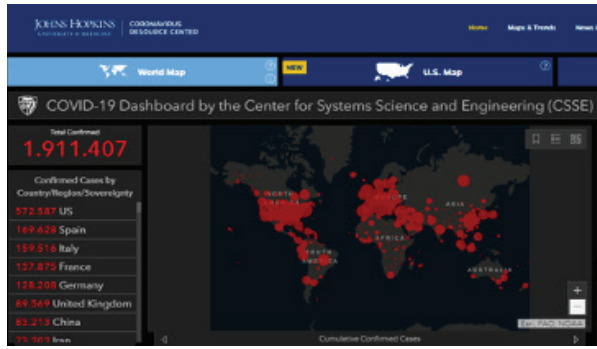 JOHNS HOPKINS
UNIVERSITY & MEDICINE
CORONAVIRUS
RESOURCE CENTER
Home
Maps & Trends
News
World Map
NEW
U.S. Map
COVID-19 Dashboard by the Center for Systems Science and Engineering (CSSE)
Total Confirmed
1.911.407
Confirmed Cases by
Country/Region/Sovereignty
572.587 US
169.628 Spain
159.516 Italy
137.875 France
128.208 Germany
89.569 United Kingdom
83.213 China
Iran
NORTH
AMERICA
EUROPE
ASIA
AFRICA
SOUTH
AMERICA
AUSTRALIA
Esri, FAO, NOAA
Cumulative Confirmed Cases